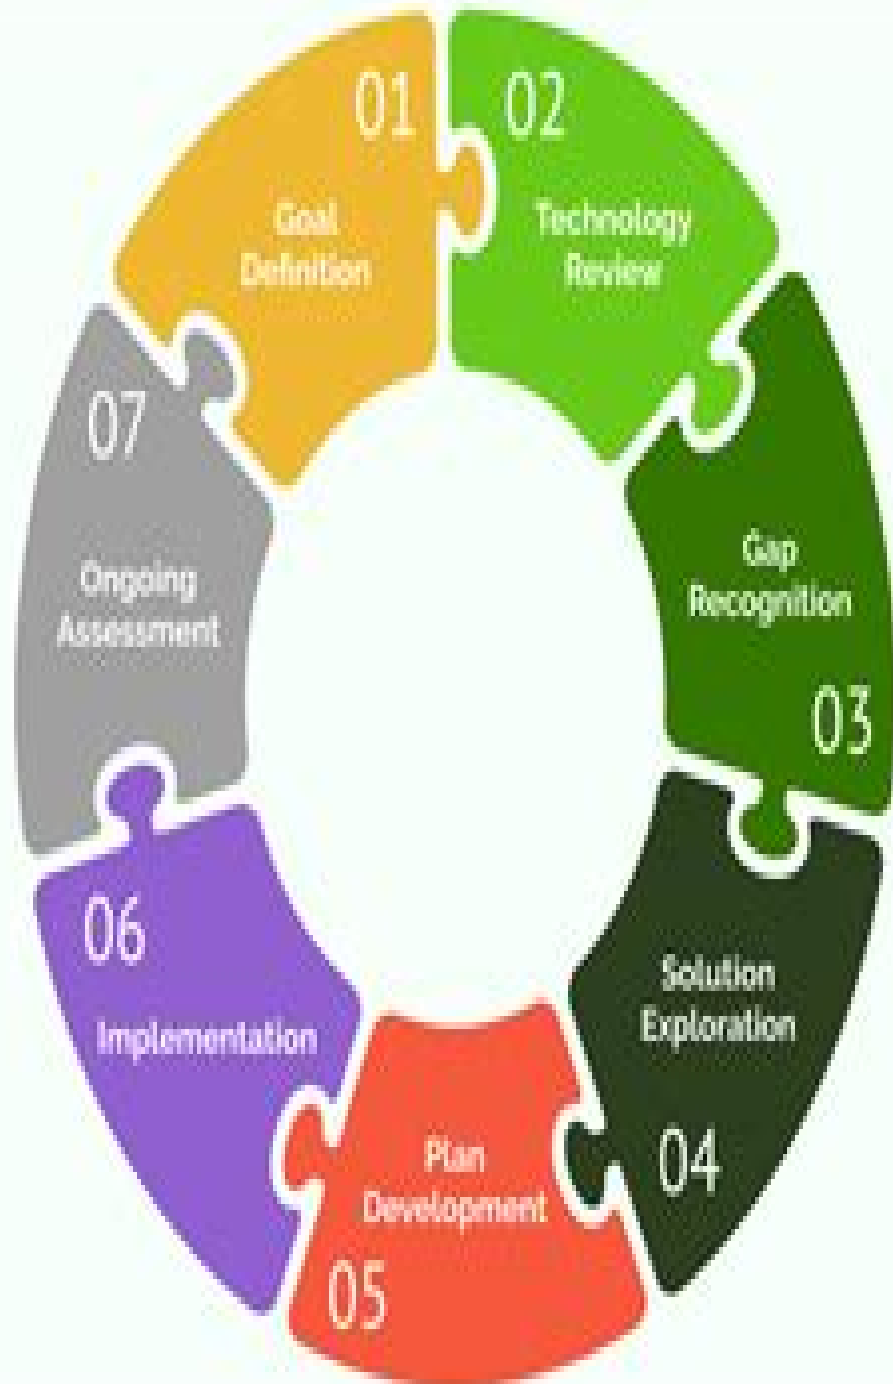 01
Goal
Definition
02
Technology
Review
Gap
Recognition
03
Solution
Exploration
04
Plan
Development
05
06
Implementation
07
Ongoing
Assessment